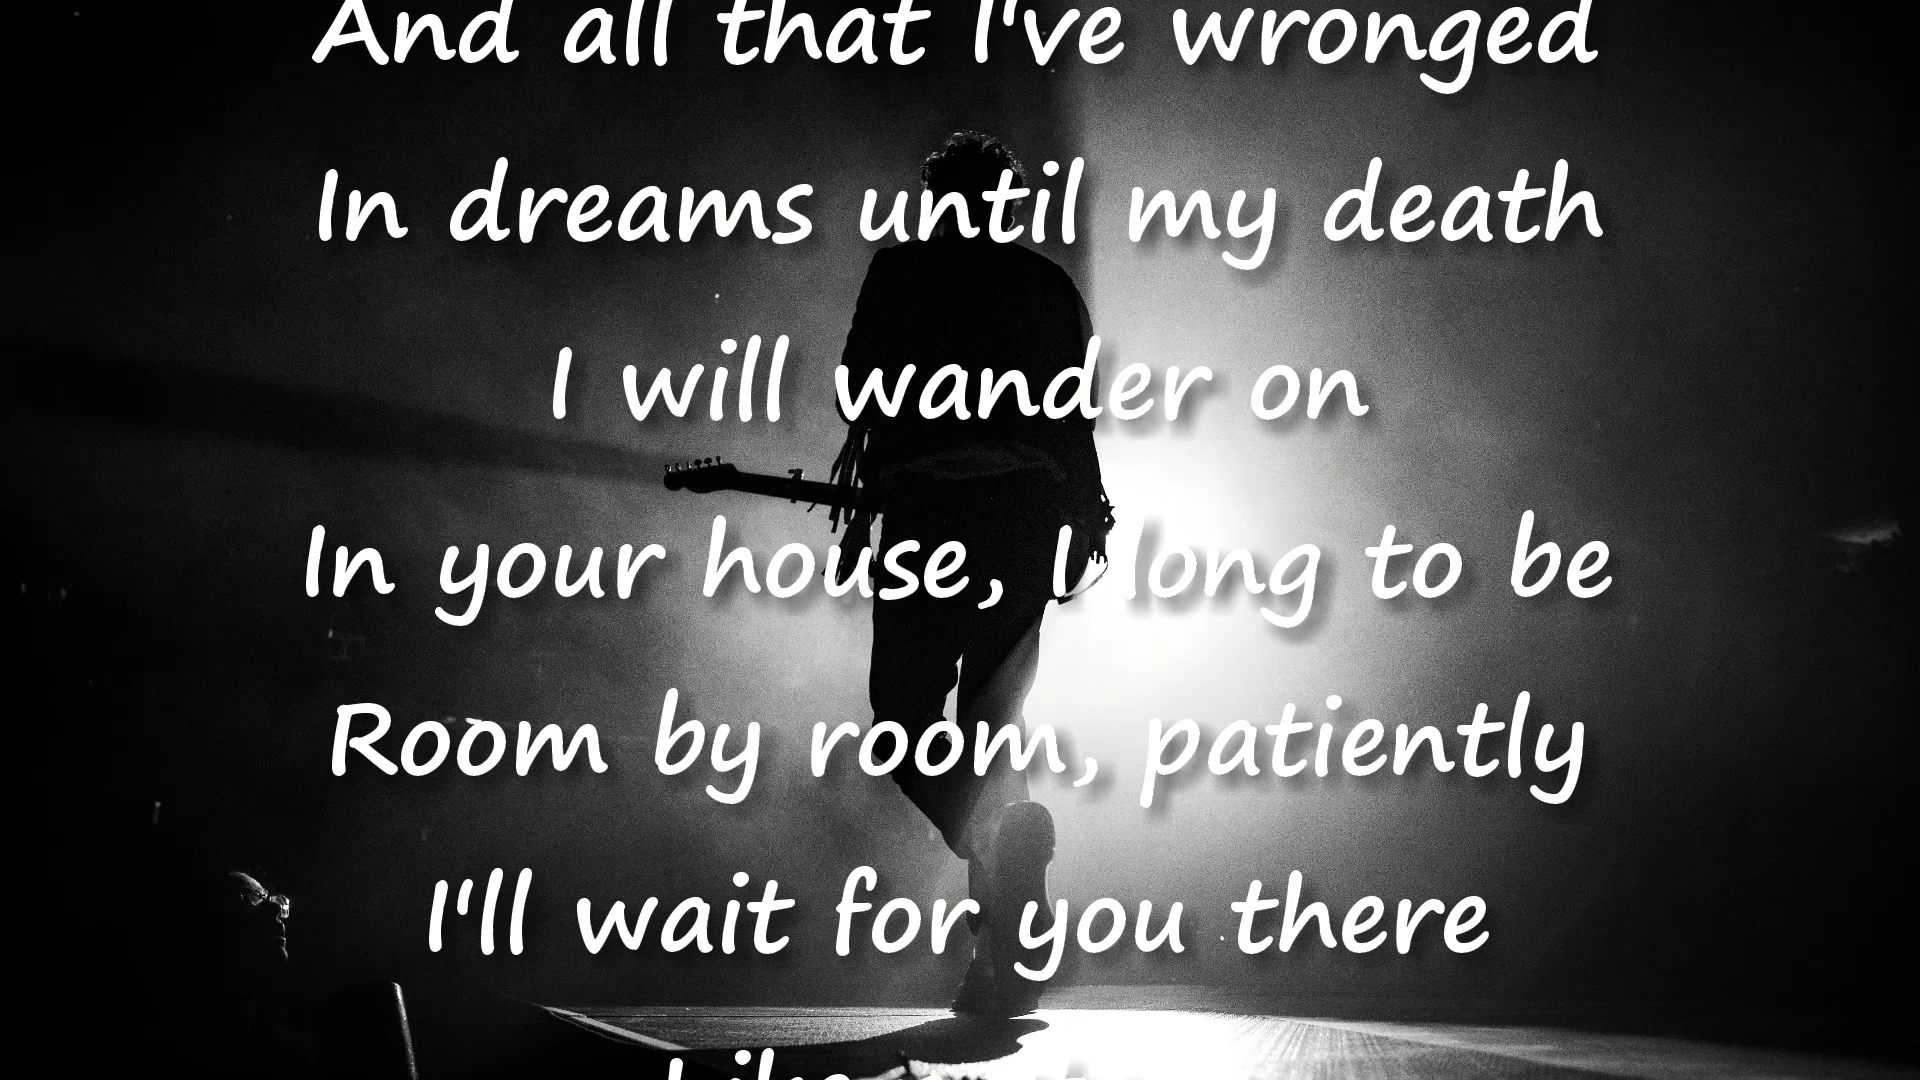 And all that I've wronged
In dreams until my death
I will wander on
In your house, I long to be
Room by room, patiently
I'll wait for you there